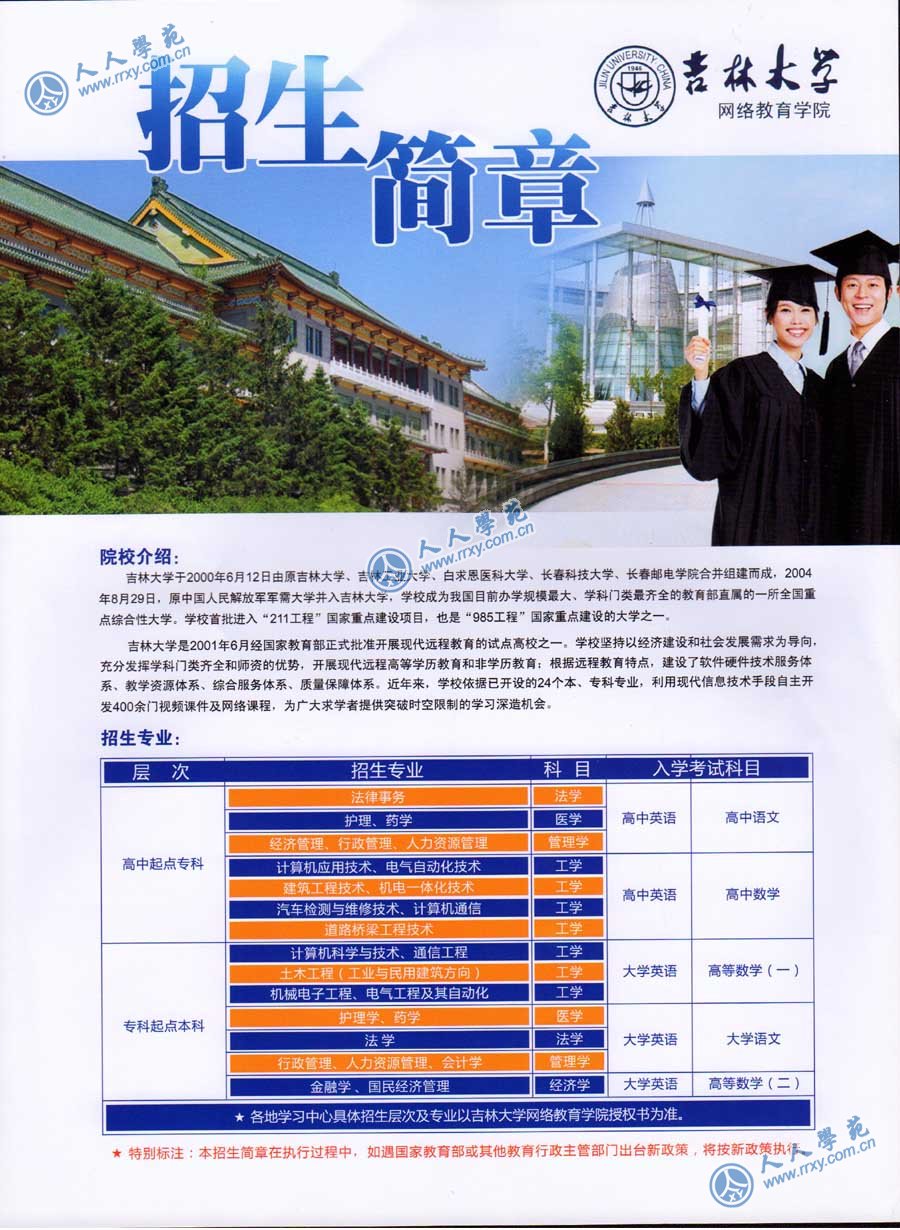 人人學苑
www.rrxy.com.cn
招生
简章
JILIN UNIVERSITY, CHINA
1946
吉林大学
网络教育学院
人人學苑
www.rrxy.com.cn
院校介绍：
吉林大学于2000年6月12日由原吉林大学、吉林工业大学、白求恩医科大学、长春科技大学、长春邮电学院合并组建而成，2004
年8月29日，原中国人民解放军军需大学并入吉林大学，学校成为我国目前办学规模最大、学科门类最齐全的教育部直属的一所全国重
点综合性大学。学校首批进入“211工程”国家重点建设项目，也是“985工程”国家重点建设的大学之一。
吉林大学是2001年6月经国家教育部正式批准开展现代远程教育的试点高校之一。学校坚持以经济建设和社会发展需求为导向，
充分发挥学科门类齐全和师资的优势，开展现代远程高等学历教育和非学历教育；根据远程教育特点，建设了软件硬件技术服务体
系、教学资源体系、综合服务体系、质量保障体系。近年来，学校依据已开设的24个本、专科专业，利用现代信息技术手段自主开
发400余门视频课件及网络课程，为广大求学者提供突破时空限制的学习深造机会。
招生专业：
层 次 招生专业 科 目 入学考试科目
高中起点专科
法律事务 法学
护理、药学 医学
经济管理、行政管理、人力资源管理 管理学
高中英语 高中语文
计算机应用技术、电气自动化技术 工学
建筑工程技术、机电一体化技术 工学
汽车检测与维修技术、计算机通信 工学
道路桥梁工程技术 工学
高中英语 高中数学
专科起点本科
计算机科学与技术、通信工程 工学
土木工程（工业与民用建筑方向） 工学
机械电子工程、电气工程及其自动化 工学
大学英语 高等数学（一）
护理学、药学 医学
法 学 法学
行政管理、人力资源管理、会计学 管理学
大学英语 大学语文
金融学、国民经济管理 经济学 大学英语 高等数学（二）
★ 各地学习中心具体招生层次及专业以吉林大学网络教育学院授权书为准。
★ 特别标注：本招生简章在执行过程中，如遇国家教育部或其他教育行政主管部门出台新政策，将按新政策执行。
人人學苑
www.rrxy.com.cn